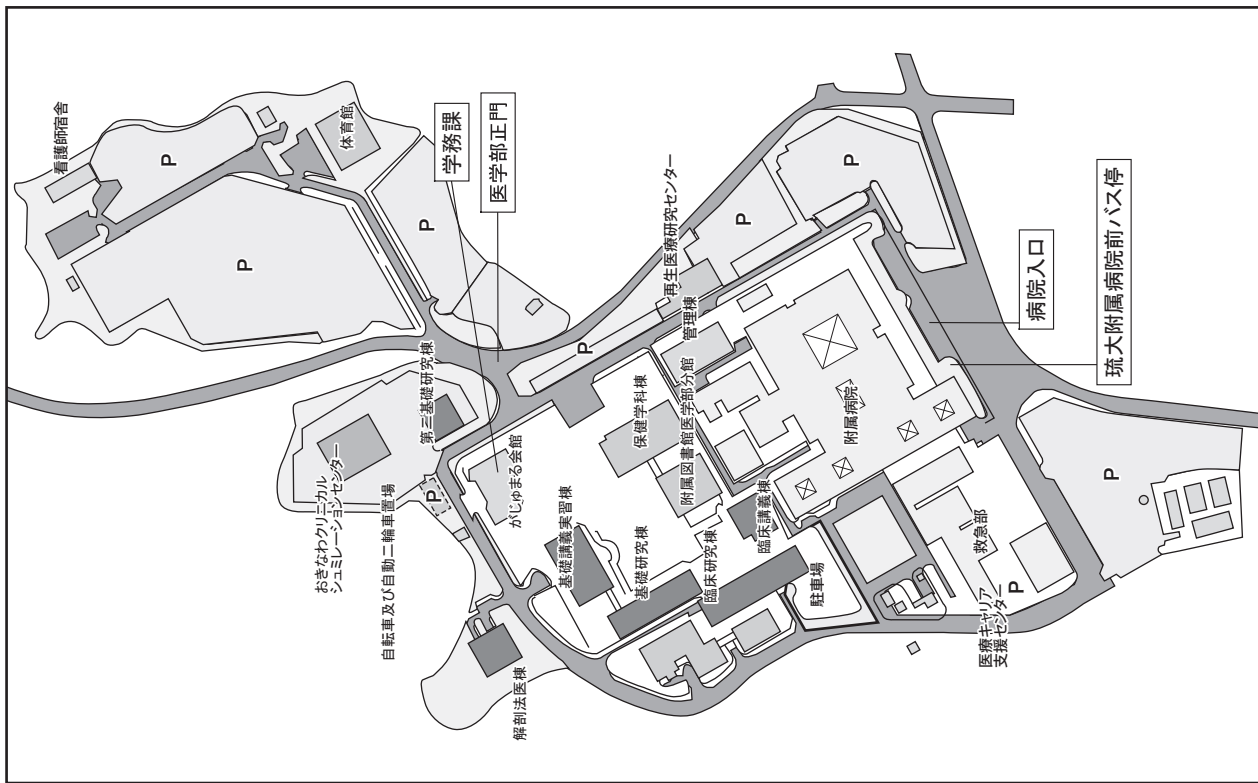 看護師宿舎
P
体育館
P
学務課
P
医学部正門
再生医療研究センター
P
P
病院入口
琉大附属病院前バス停
P
管理棟
第三基礎研究棟
おきなわクリニカル
シュミレーションセンター
自転車及び自動二輪車置場
P
がじゅまる会館
保健学科棟
附属図書館医学部分館
附属病院
基礎講義実習棟
基礎研究棟
臨床研究棟
臨床講義棟
駐車場
救急部
P
P
医療キャリア
支援センター
解剖法医棟